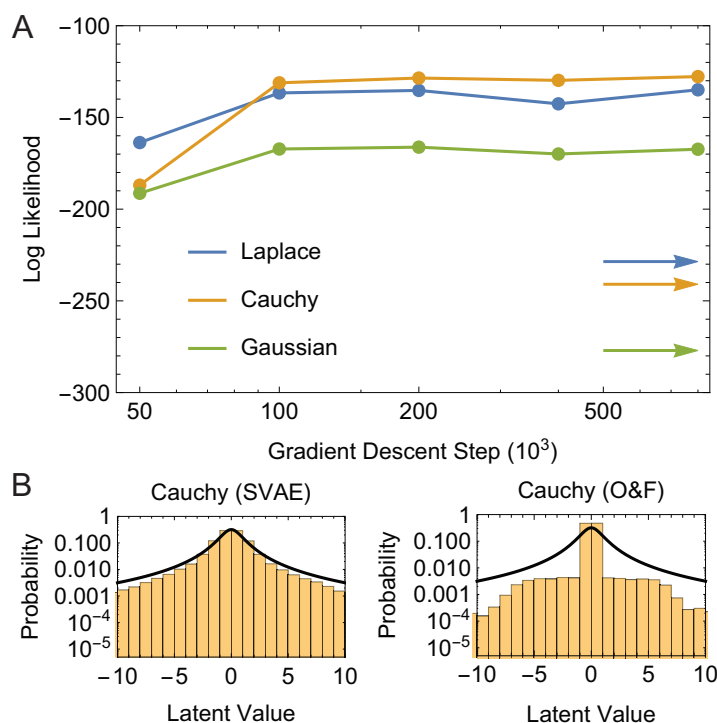 A
−100
−150
−200
−250
−300
Log Likelihood
Laplace
Cauchy
Gaussian
50
100
200
500
Gradient Descent Step (10³)
B
Cauchy (SVAE)
1
0.100
0.010
0.001
10⁻⁴
10⁻⁵
Probability
−10
−5
0
5
10
Latent Value
Cauchy (O&F)
1
0.100
0.010
0.001
10⁻⁴
10⁻⁵
Probability
−10
−5
0
5
10
Latent Value